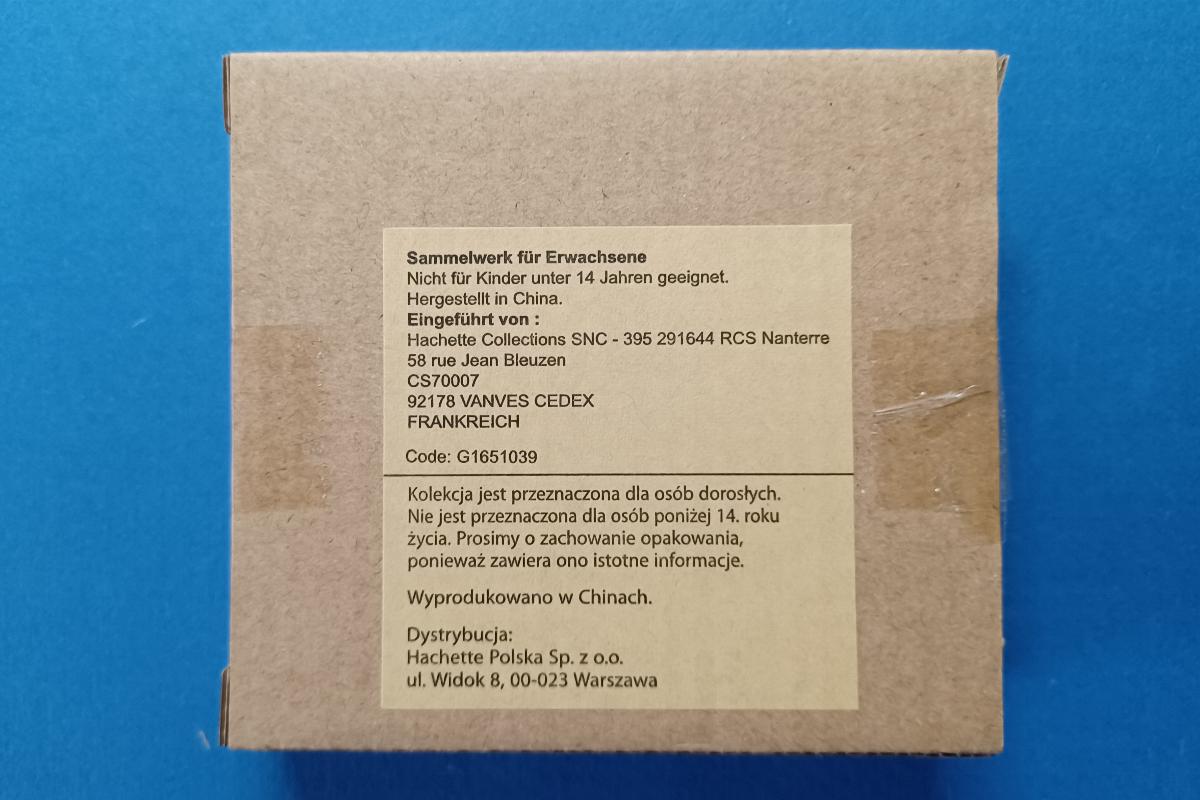 Sammelwerk für Erwachsene
Nicht für Kinder unter 14 Jahren geeignet.
Hergestellt in China.
Eingeführt von :
Hachette Collections SNC - 395 291644 RCS Nanterre
58 rue Jean Bleuzen
CS70007
92178 VANVES CEDEX
FRANKREICH
Code: G1651039
Kolekcja jest przeznaczona dla osób dorosłych.
Nie jest przeznaczona dla osób poniżej 14. roku
życia. Prosimy o zachowanie opakowania,
ponieważ zawiera ono istotne informacje.
Wyprodukowano w Chinach.
Dystrybucja:
Hachette Polska Sp. z o.o.
ul. Widok 8, 00-023 Warszawa